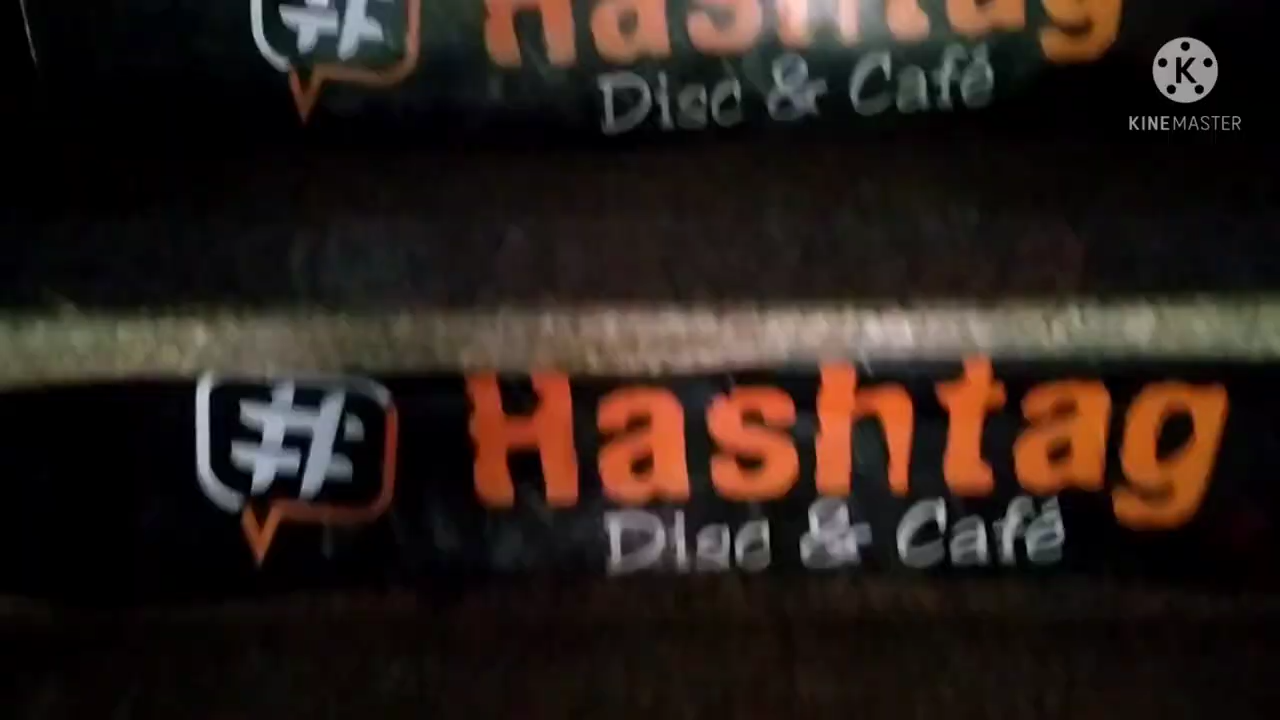 #
Hashtag
Disc & Café
K
KINEMASTER
#
Hashtag
Disc & Café